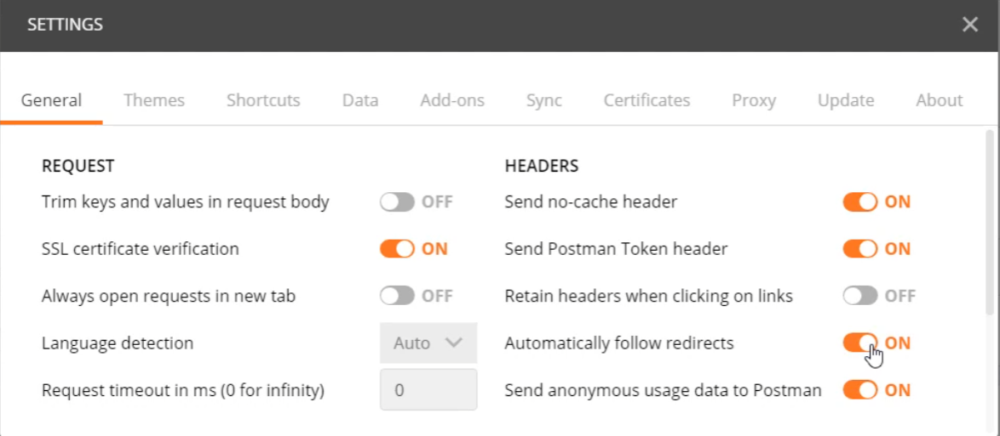 SETTINGS
General Themes Shortcuts Data Add-ons Sync Certificates Proxy Update About
REQUEST
Trim keys and values in request body OFF
SSL certificate verification ON
Always open requests in new tab OFF
Language detection Auto
Request timeout in ms (0 for infinity) 0
HEADERS
Send no-cache header ON
Send Postman Token header ON
Retain headers when clicking on links OFF
Automatically follow redirects ON
Send anonymous usage data to Postman ON